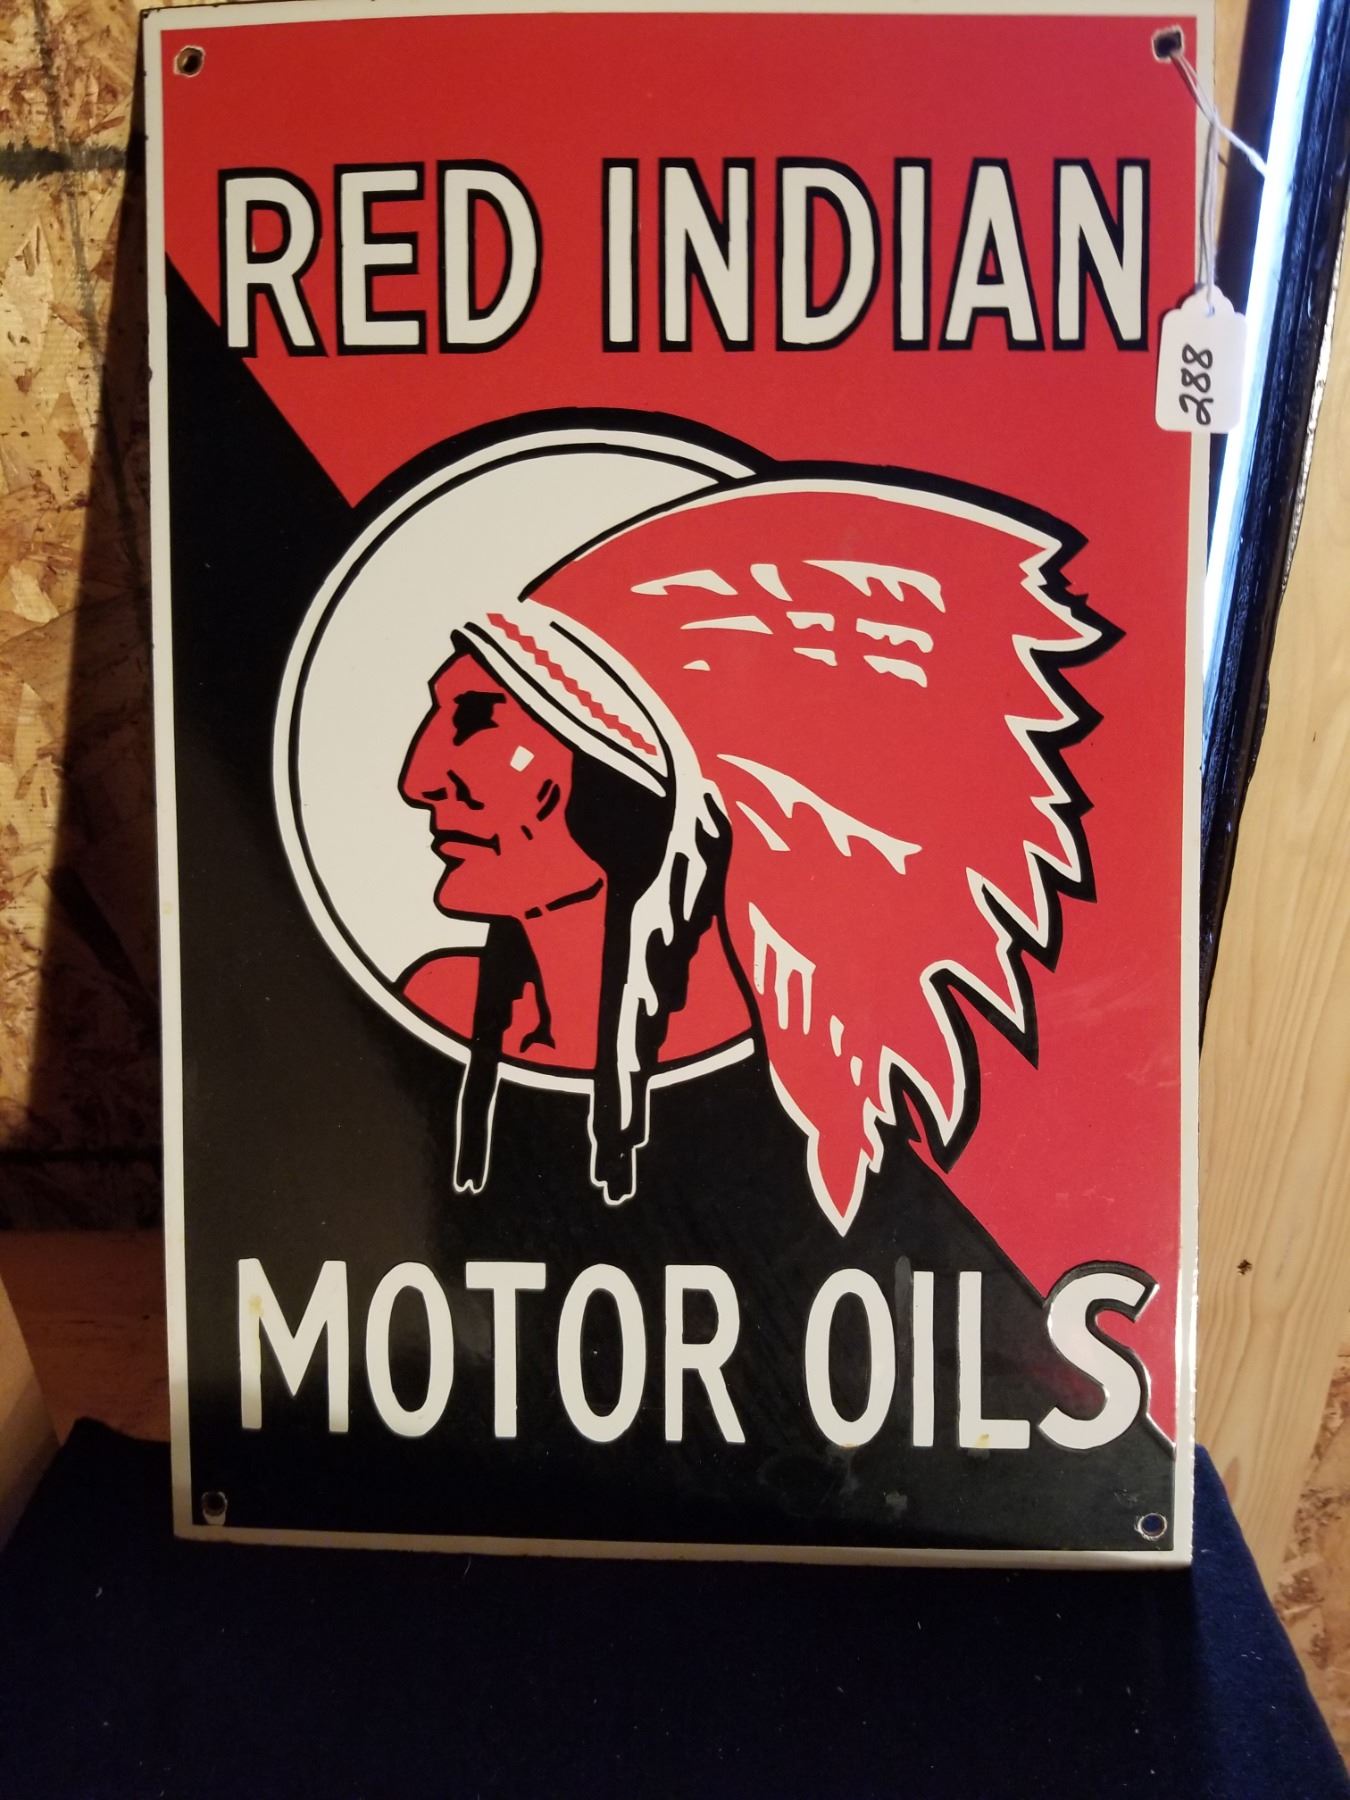 RED INDIAN
288
MOTOR OILS